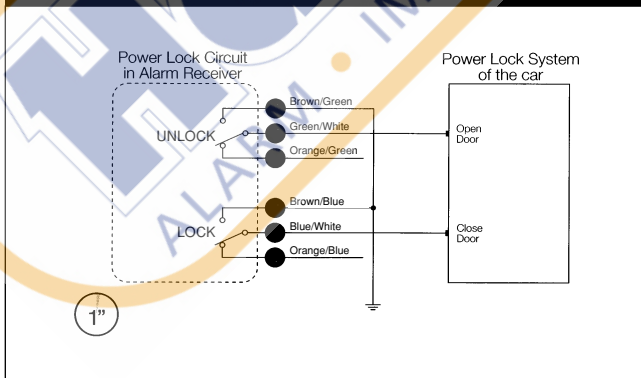 Power Lock Circuit
in Alarm Receiver
Power Lock System
of the car
Brown/Green
UNLOCK
Green/White
Open
Door
Orange/Green
Brown/Blue
LOCK
Blue/White
Close
Door
Orange/Blue
1”
ALARM